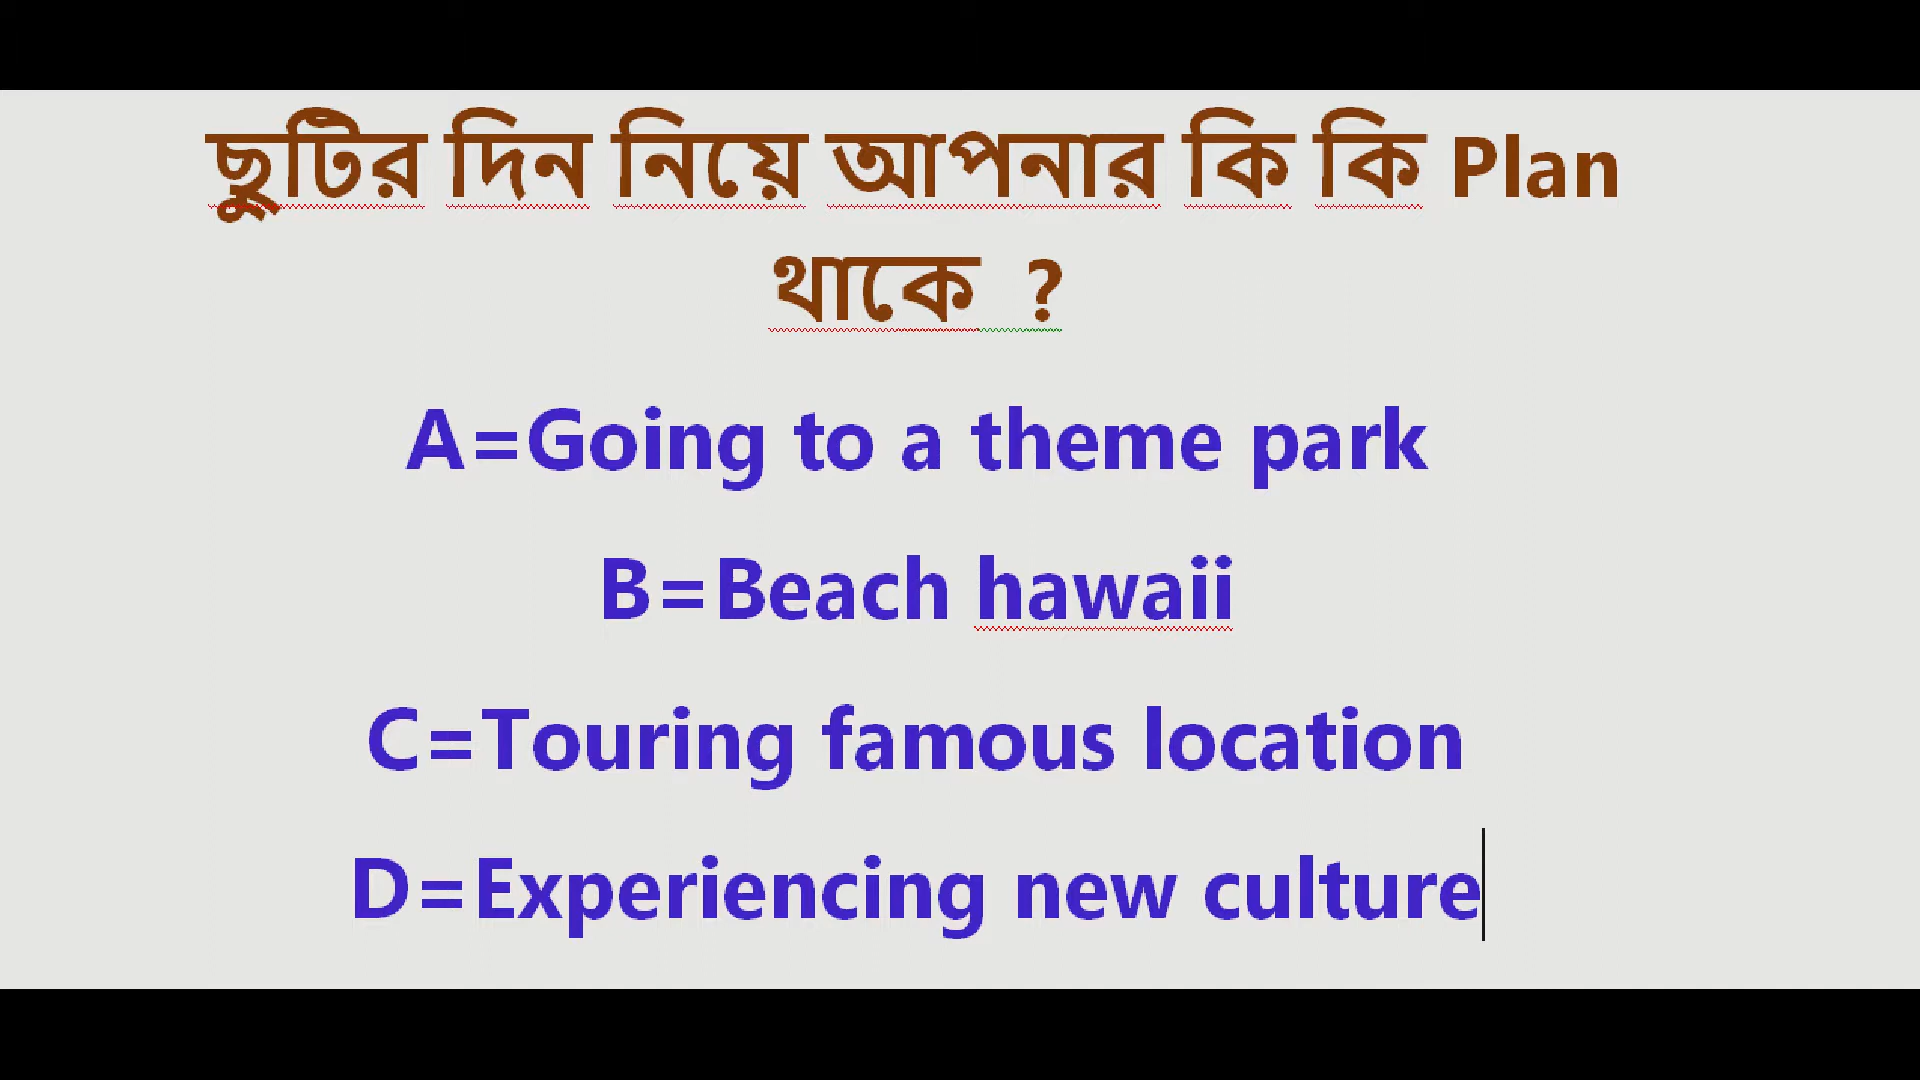 ছুটির দিন নিয়ে আপনার কি কি Plan
থাকে ?
A=Going to a theme park
B=Beach hawaii
C=Touring famous location
D=Experiencing new culture